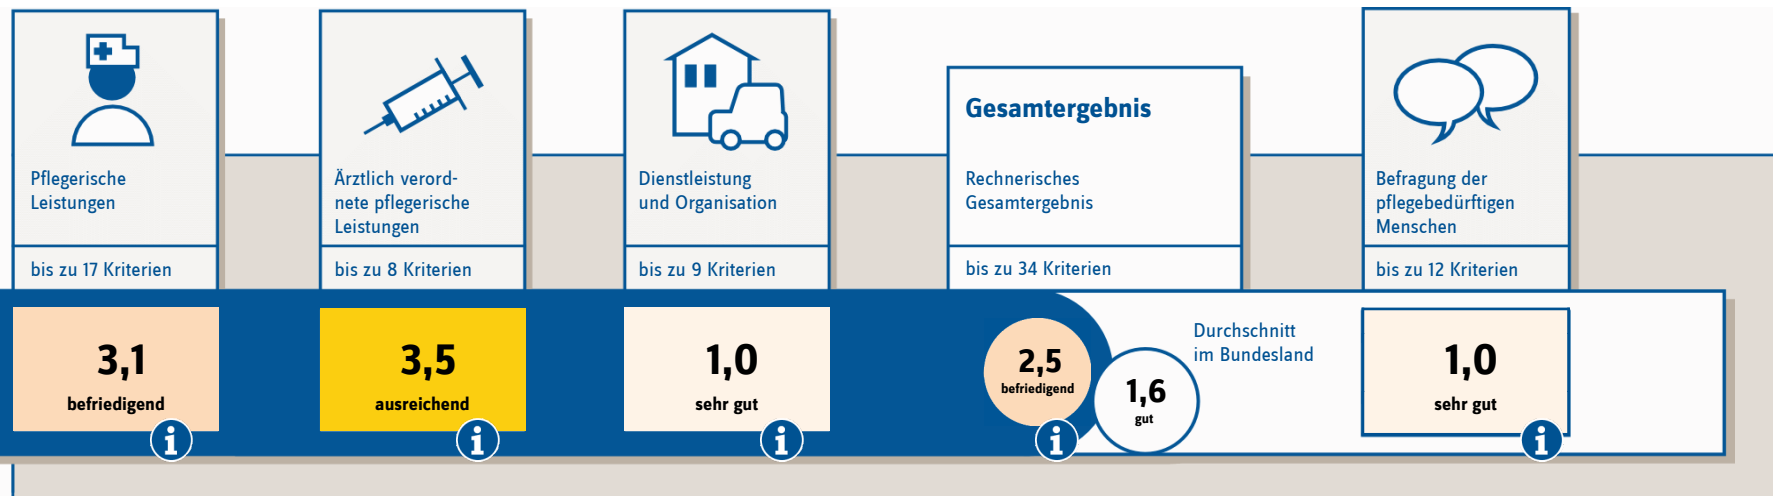 Pflegerische
Leistungen
bis zu 17 Kriterien
3,1
befriedigend
i
Ärztlich verord-
nete pflegerische
Leistungen
bis zu 8 Kriterien
3,5
ausreichend
i
Dienstleistung
und Organisation
bis zu 9 Kriterien
1,0
sehr gut
i
Gesamtergebnis
Rechnerisches
Gesamtergebnis
bis zu 34 Kriterien
2,5
befriedigend
i
1,6
gut
Durchschnitt
im Bundesland
Befragung der
pflegebedürftigen
Menschen
bis zu 12 Kriterien
1,0
sehr gut
i